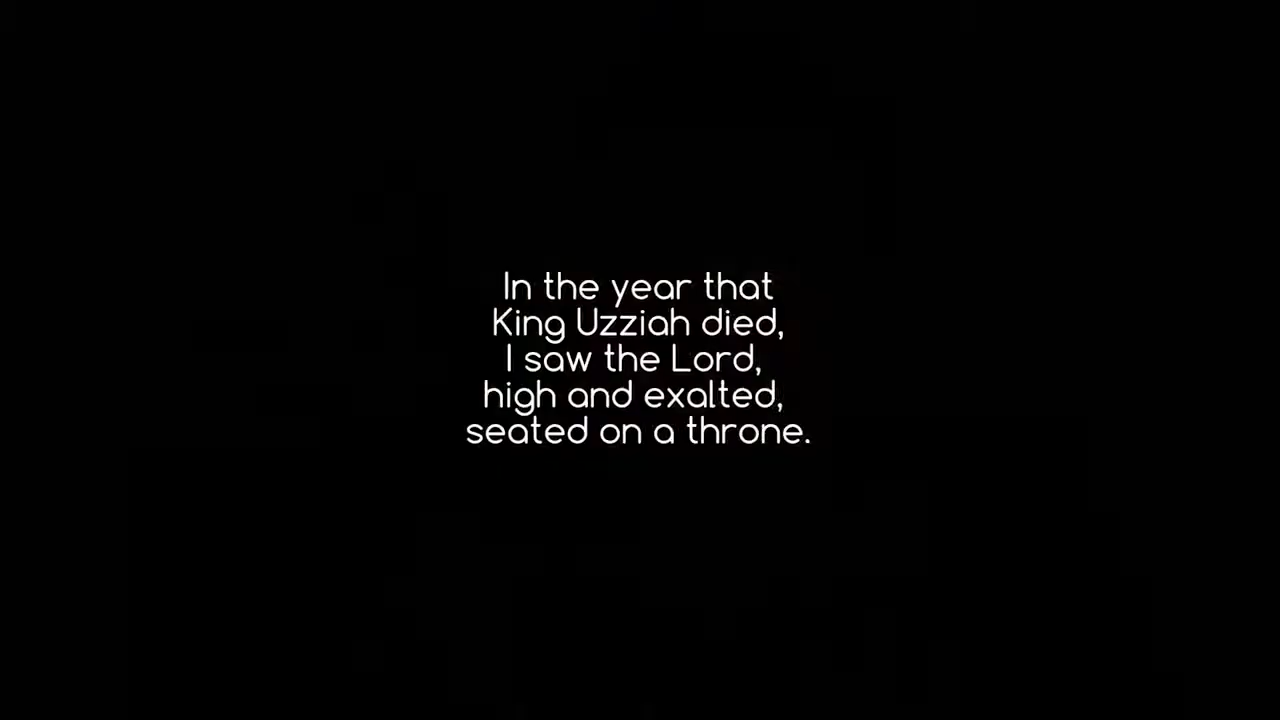 In the year that
King Uzziah died,
I saw the Lord,
high and exalted,
seated on a throne.